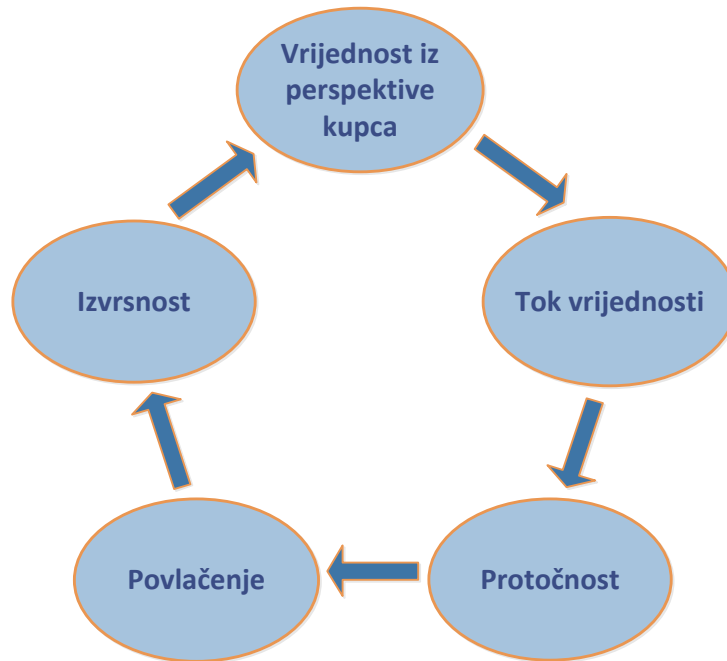 Vrijednost iz
perspektive
kupca
Izvrsnost
Tok vrijednosti
Povlačenje
Protočnost